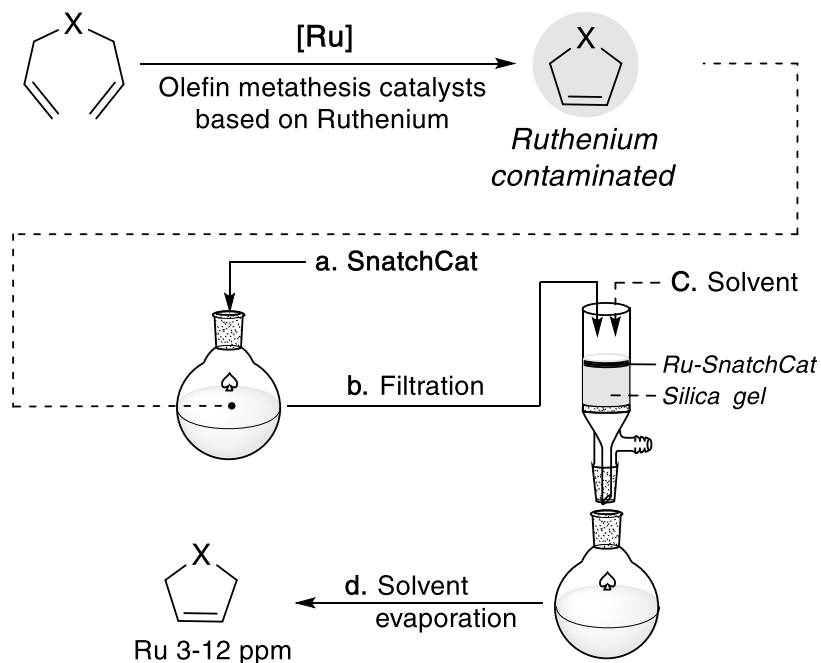 X
[Ru]
Olefin metathesis catalysts
based on Ruthenium
X
Ruthenium
contaminated
a. SnatchCat
C. Solvent
Ru-SnatchCat
b. Filtration
Silica gel
X
d. Solvent
evaporation
Ru 3-12 ppm